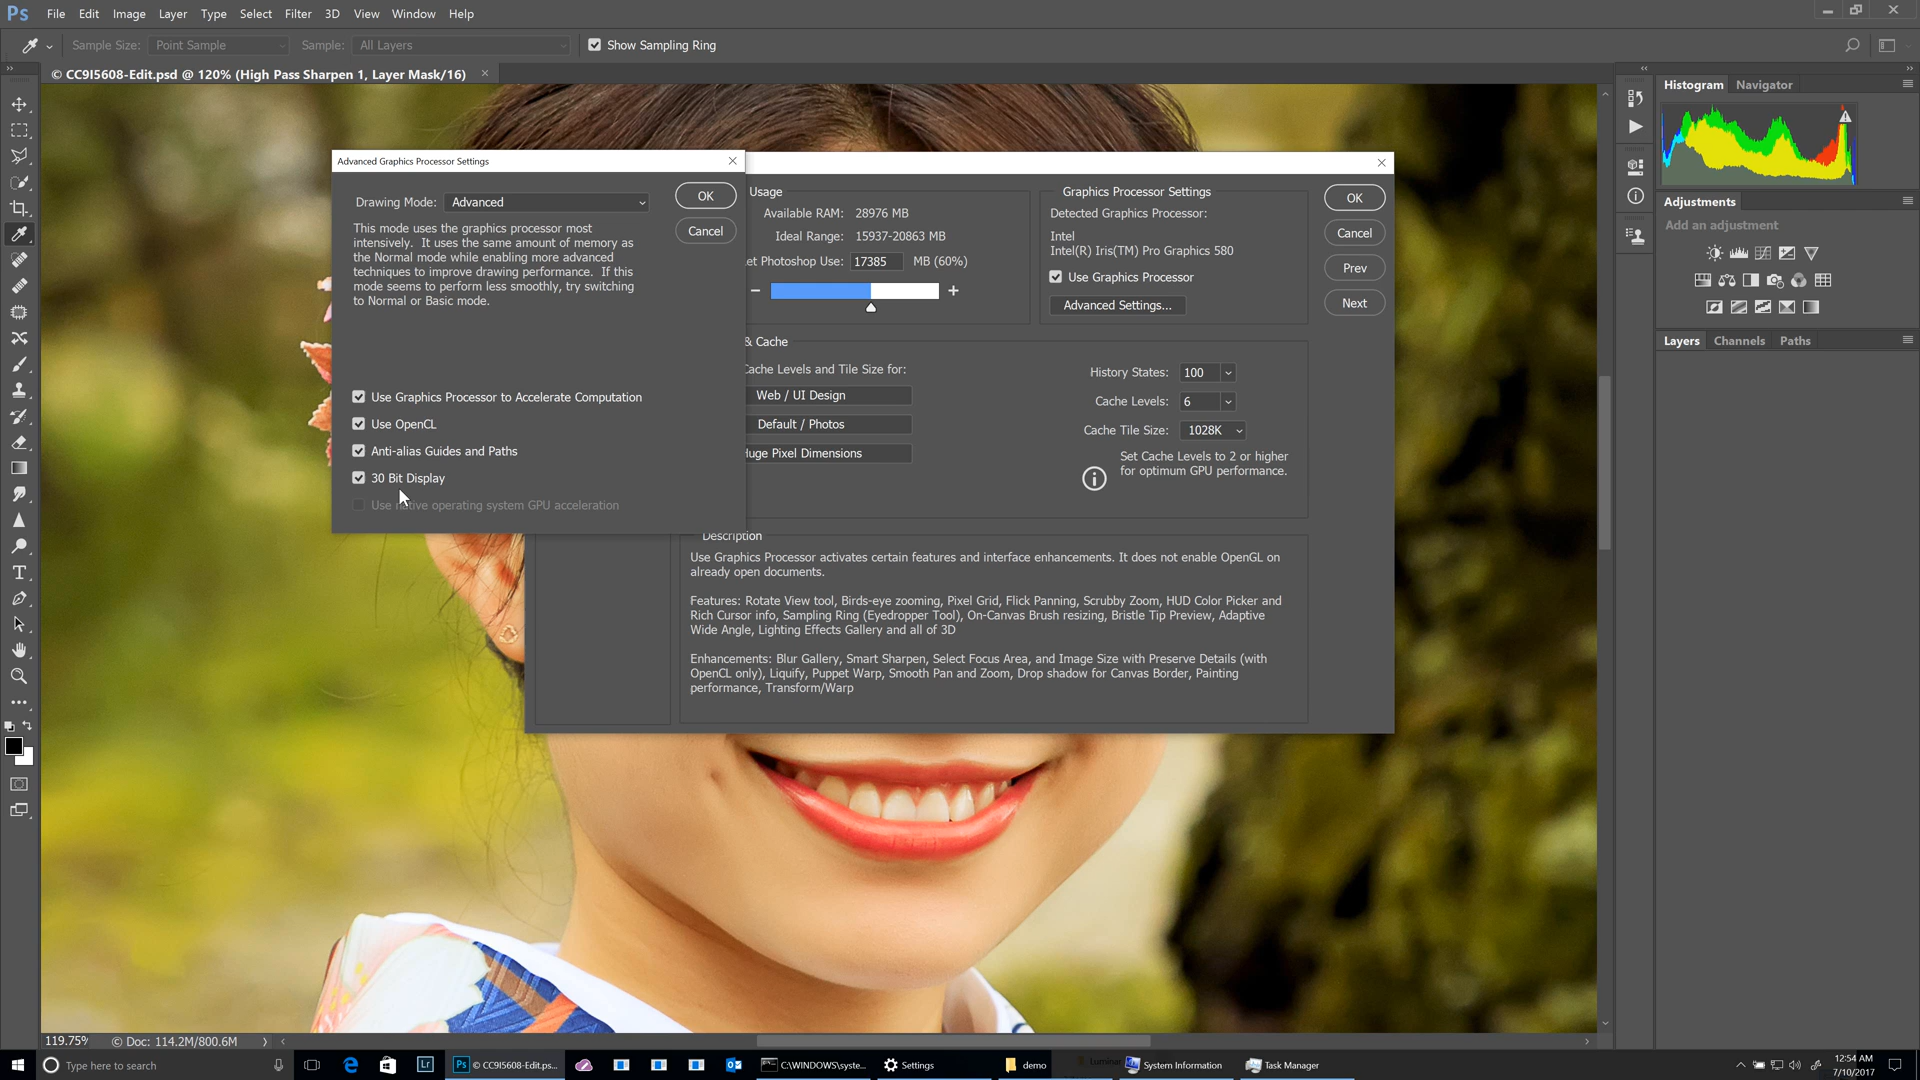 Ps File Edit Image Layer Type Select Filter 3D View Window Help
Sample Size: Point Sample Sample: All Layers Show Sampling Ring
© CC9I5608-Edit.psd @ 120% (High Pass Sharpen 1, Layer Mask/16)
Histogram Navigator
Advanced Graphics Processor Settings
Drawing Mode: Advanced
OK
Cancel
This mode uses the graphics processor most
intensively. It uses the same amount of memory as
the Normal mode while enabling more advanced
techniques to improve drawing performance. If this
mode seems to perform less smoothly, try switching
to Normal or Basic mode.
Use Graphics Processor to Accelerate Computation
Use OpenCL
Anti-alias Guides and Paths
30 Bit Display
Use native operating system GPU acceleration
Usage
Available RAM: 28976 MB
Ideal Range: 15937-20863 MB
et Photoshop Use: 17385 MB (60%)
Graphics Processor Settings
Detected Graphics Processor:
Intel
Intel(R) Iris(TM) Pro Graphics 580
Use Graphics Processor
Advanced Settings...
OK
Cancel
Prev
Next
& Cache
Cache Levels and Tile Size for:
Web / UI Design
Default / Photos
Huge Pixel Dimensions
History States: 100
Cache Levels: 6
Cache Tile Size: 1028K
Set Cache Levels to 2 or higher
for optimum GPU performance.
Description
Use Graphics Processor activates certain features and interface enhancements. It does not enable OpenGL on
already open documents.
Features: Rotate View tool, Birds-eye zooming, Pixel Grid, Flick Panning, Scrubby Zoom, HUD Color Picker and
Rich Cursor info, Sampling Ring (Eyedropper Tool), On-Canvas Brush resizing, Bristle Tip Preview, Adaptive
Wide Angle, Lighting Effects Gallery and all of 3D
Enhancements: Blur Gallery, Smart Sharpen, Select Focus Area, and Image Size with Preserve Details (with
OpenCL only), Liquify, Puppet Warp, Smooth Pan and Zoom, Drop shadow for Canvas Border, Painting
performance, Transform/Warp
Adjustments
Add an adjustment
Layers Channels Paths
119.75% © Doc: 114.2M/800.6M
Type here to search
Lr
Ps © CC9I5608-Edit.ps...
C:\WINDOWS\syste...
Settings
demo
Luminar
System Information
Task Manager
12:54 AM
7/10/2017